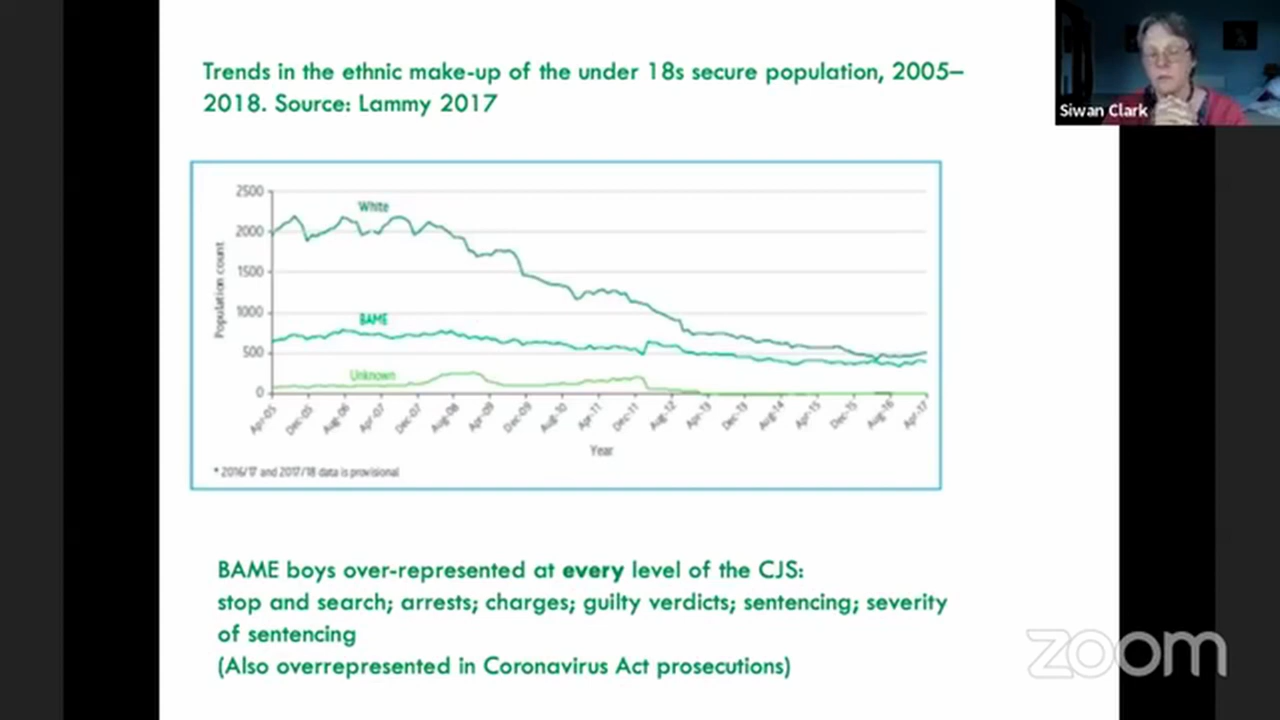 Trends in the ethnic make-up of the under 18s secure population, 2005–
2018. Source: Lammy 2017
Siwan Clark
2500
2000
1500
1000
500
0
Population count
White
BAME
Unknown
Apr-05
Dec-05
Aug-06
Apr-07
Dec-07
Aug-08
Apr-09
Dec-09
Aug-10
Apr-11
Dec-11
Aug-12
Apr-13
Dec-13
Aug-14
Apr-15
Dec-15
Aug-16
Apr-17
Year
* 2016/17 and 2017/18 data is provisional
BAME boys over-represented at every level of the CJS:
stop and search; arrests; charges; guilty verdicts; sentencing; severity
of sentencing
(Also overrepresented in Coronavirus Act prosecutions)
zoom